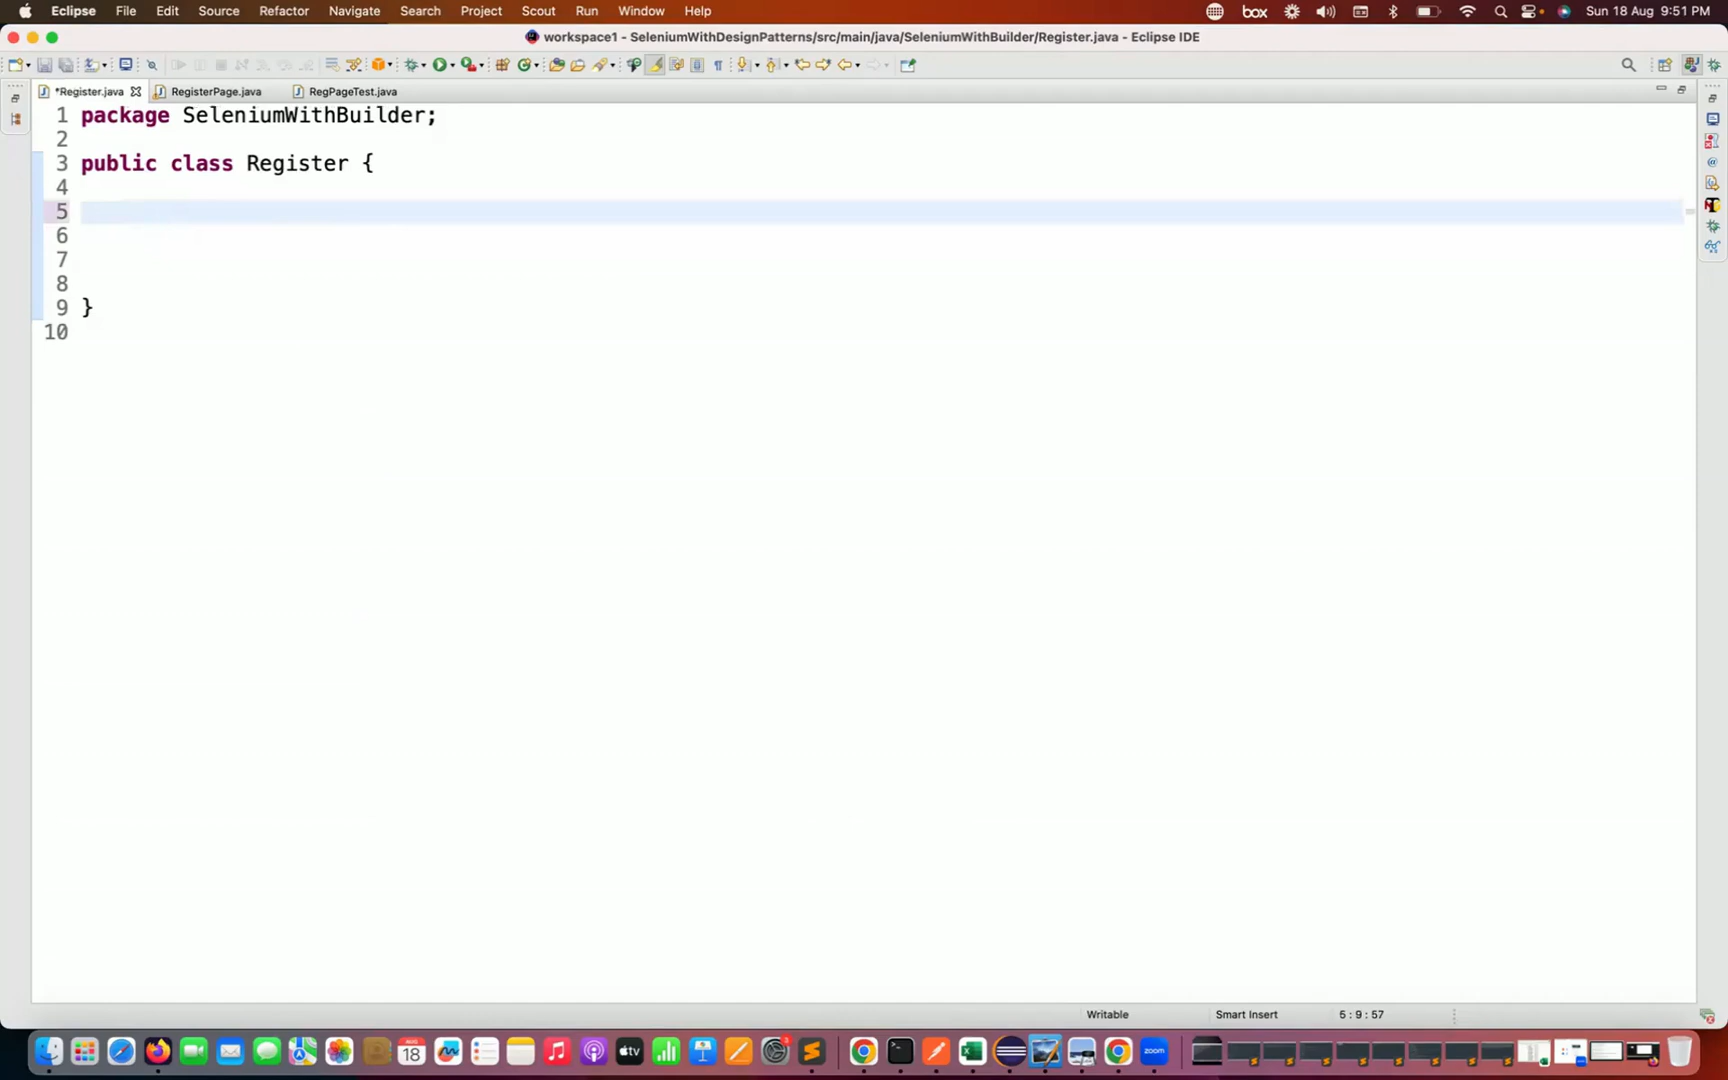 Eclipse File Edit Source Refactor Navigate Search Project Scout Run Window Help box Sun 18 Aug 9:51 PM
workspace1 - SeleniumWithDesignPatterns/src/main/java/SeleniumWithBuilder/Register.java - Eclipse IDE
*Register.java RegisterPage.java RegPageTest.java
1 package SeleniumWithBuilder;
2
3 public class Register {
4
5
6
7
8
9 }
10
Writable Smart Insert 5 : 9 : 57
AUG 18 tv zoom